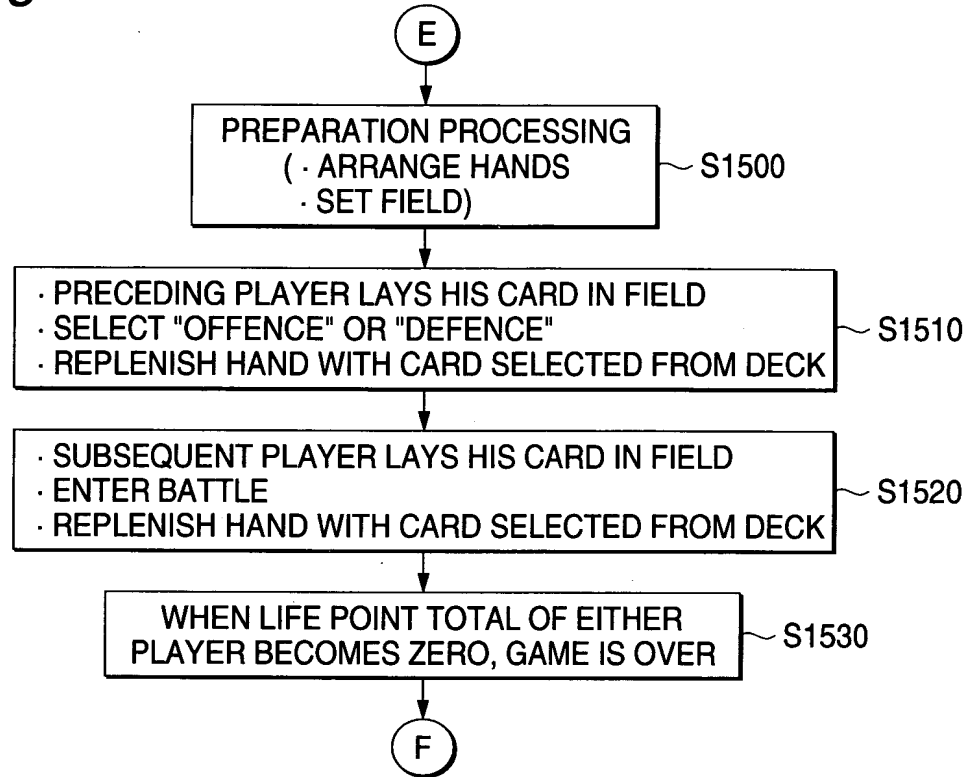 E
PREPARATION PROCESSING
( · ARRANGE HANDS
· SET FIELD)
S1500
· PRECEDING PLAYER LAYS HIS CARD IN FIELD
· SELECT "OFFENCE" OR "DEFENCE"
· REPLENISH HAND WITH CARD SELECTED FROM DECK
S1510
· SUBSEQUENT PLAYER LAYS HIS CARD IN FIELD
· ENTER BATTLE
· REPLENISH HAND WITH CARD SELECTED FROM DECK
S1520
WHEN LIFE POINT TOTAL OF EITHER
PLAYER BECOMES ZERO, GAME IS OVER
S1530
F